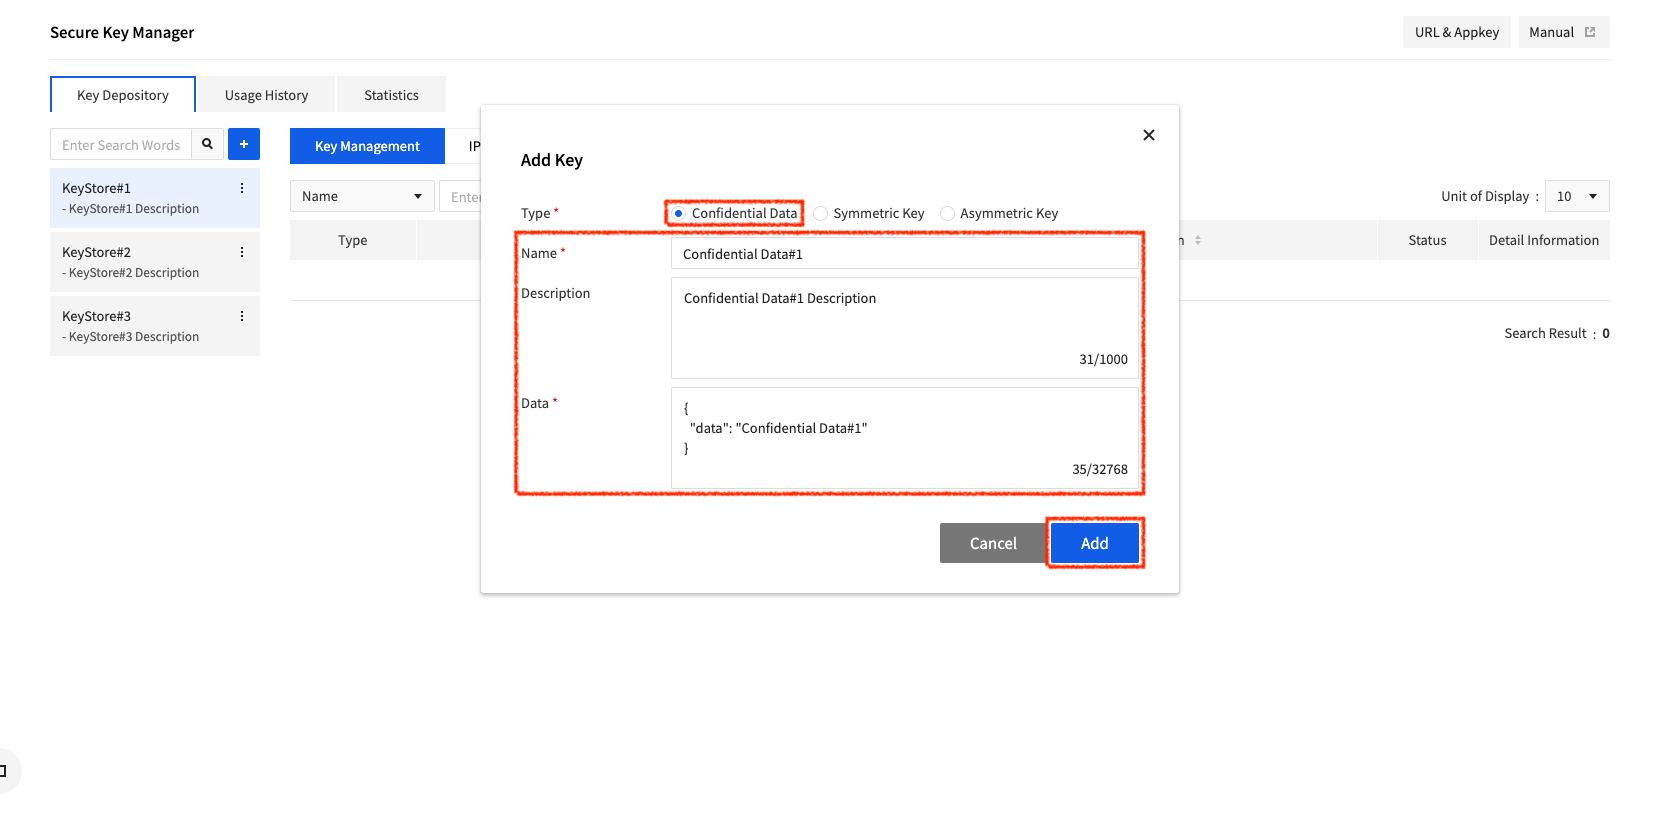 Secure Key Manager
URL & Appkey
Manual
Key Depository
Usage History
Statistics
Enter Search Words
+
KeyStore#1
- KeyStore#1 Description
KeyStore#2
- KeyStore#2 Description
KeyStore#3
- KeyStore#3 Description
Key Management
IP
Name
Unit of Display : 10
Type
Status
Detail Information
Search Result : 0
Add Key
Type *
Confidential Data
Symmetric Key
Asymmetric Key
Name *
Confidential Data#1
Description
Confidential Data#1 Description
31/1000
Data *
{
"data": "Confidential Data#1"
}
35/32768
Cancel
Add